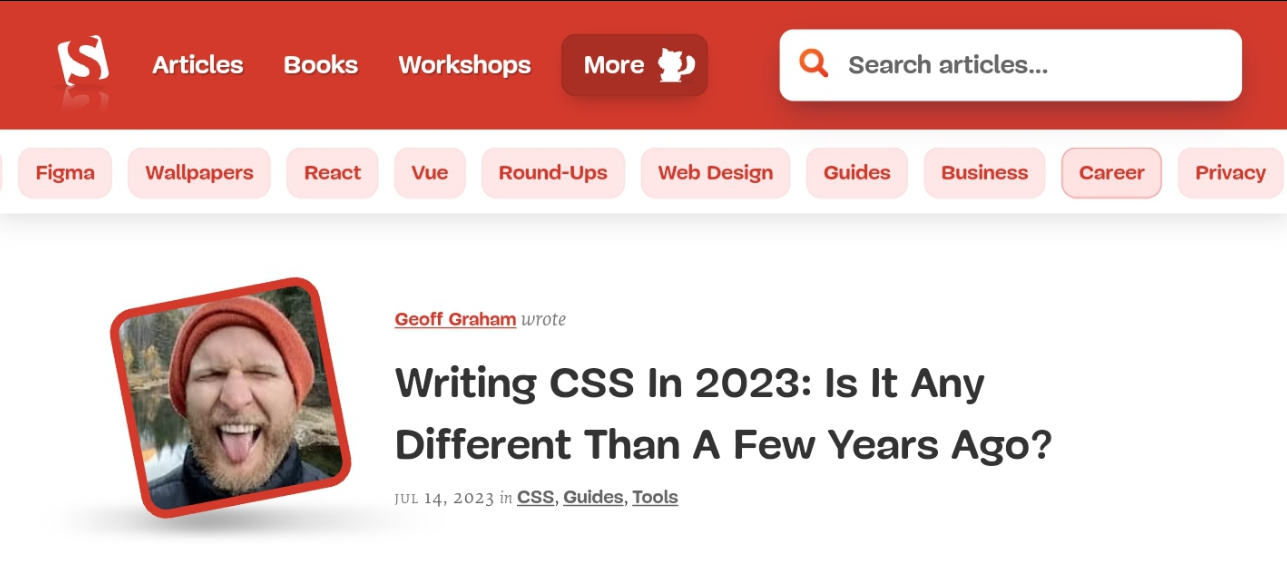 Articles Books Workshops More Search articles...
Figma Wallpapers React Vue Round-Ups Web Design Guides Business Career Privacy
Geoff Graham wrote
Writing CSS In 2023: Is It Any
Different Than A Few Years Ago?
JUL 14, 2023 in CSS, Guides, Tools